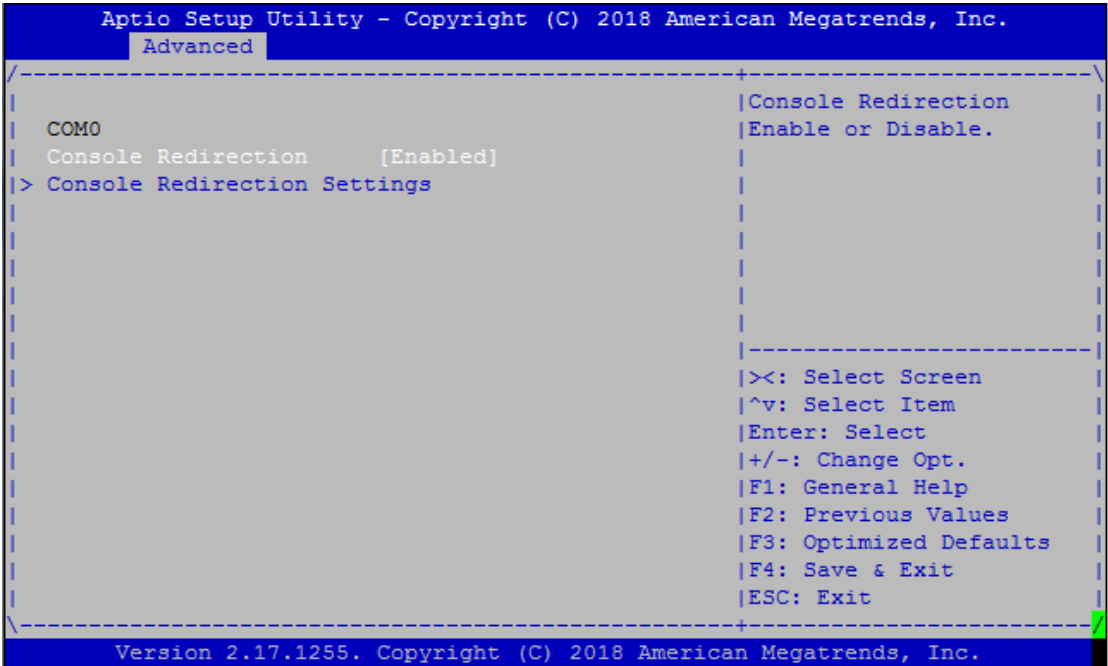 Aptio Setup Utility - Copyright (C) 2018 American Megatrends, Inc.
Advanced
/----------------------------------------------------+-------------------------\
|Console Redirection
COM0 |Enable or Disable.
Console Redirection [Enabled]
> Console Redirection Settings
><: Select Screen
^v: Select Item
Enter: Select
+/-: Change Opt.
F1: General Help
F2: Previous Values
F3: Optimized Defaults
F4: Save & Exit
ESC: Exit
\----------------------------------------------------+-------------------------/
Version 2.17.1255. Copyright (C) 2018 American Megatrends, Inc.